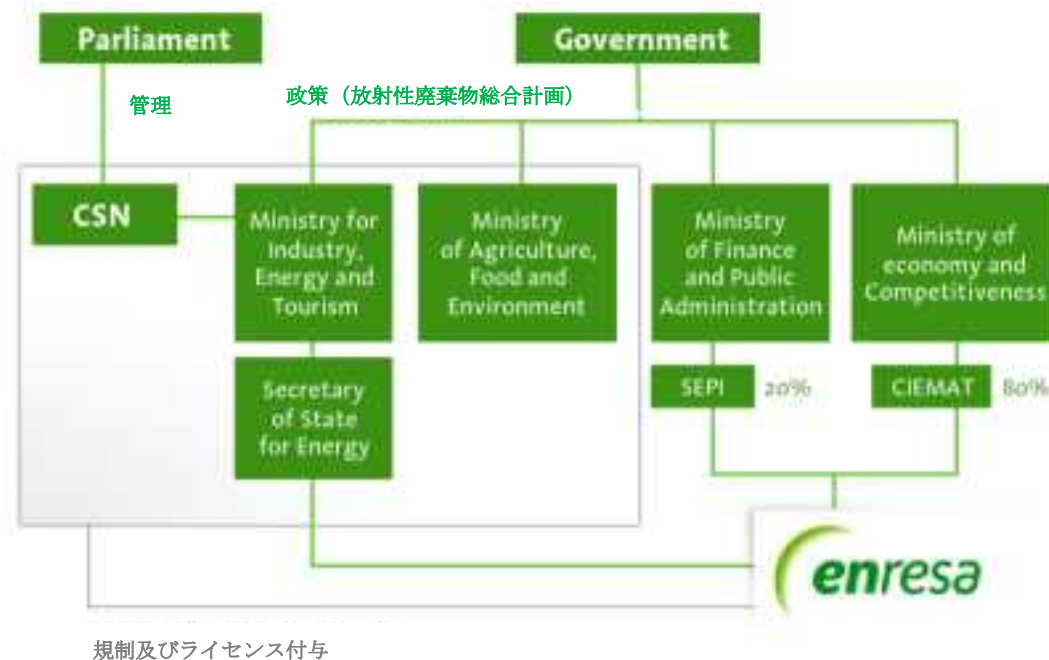 Parliament
Government
管理
政策（放射性廃棄物総合計画）
CSN
Ministry for
Industry,
Energy and
Tourism
Ministry
of Agriculture,
Food and
Environment
Ministry
of Finance
and Public
Administration
Ministry of
economy and
Competitiveness
Secretary
of State
for Energy
SEPI
20%
CIEMAT
80%
enresa
規制及びライセンス付与